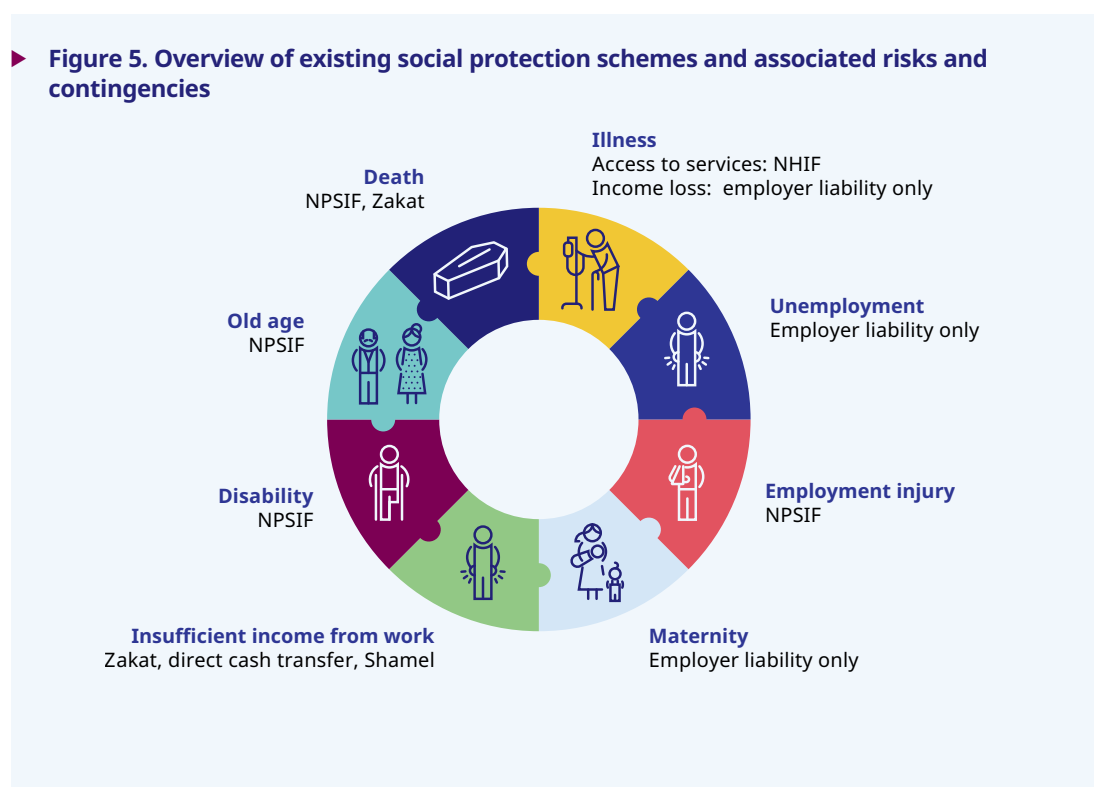 Figure 5. Overview of existing social protection schemes and associated risks and
contingencies
Illness
Access to services: NHIF
Income loss:  employer liability only
Death
NPSIF, Zakat
Unemployment
Employer liability only
Old age
NPSIF
Employment injury
NPSIF
Disability
NPSIF
Insufficient income from work
Zakat, direct cash transfer, Shamel
Maternity
Employer liability only